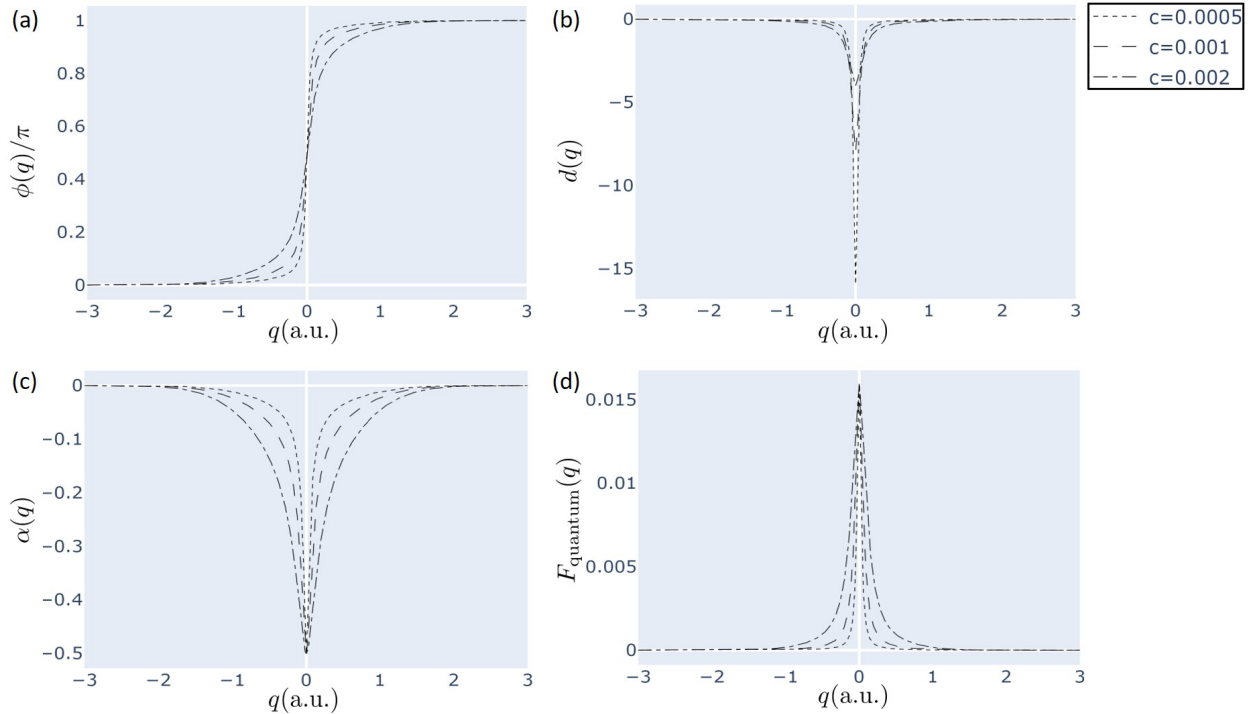 (a)
1
0.8
0.6
0.4
0.2
0
ϕ(q)/π
−3 −2 −1 0 1 2 3
q(a.u.)
(b)
0
−5
−10
−15
d(q)
−3 −2 −1 0 1 2 3
q(a.u.)
c=0.0005
c=0.001
c=0.002
(c)
0
−0.1
−0.2
−0.3
−0.4
−0.5
α(q)
−3 −2 −1 0 1 2 3
q(a.u.)
(d)
0.015
0.01
0.005
0
F_quantum(q)
−3 −2 −1 0 1 2 3
q(a.u.)